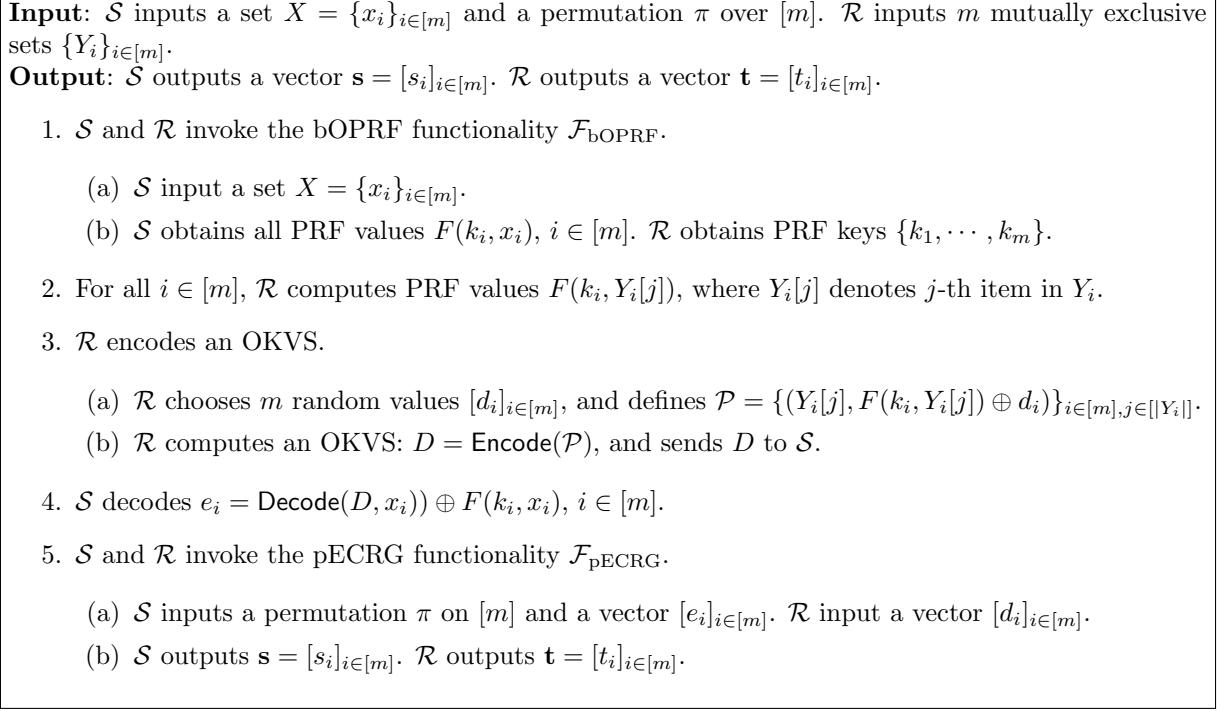 Input: 𝒮 inputs a set X = {x_i}_{i∈[m]} and a permutation π over [m]. ℛ inputs m mutually exclusive
sets {Y_i}_{i∈[m]}.
Output: 𝒮 outputs a vector s = [s_i]_{i∈[m]}. ℛ outputs a vector t = [t_i]_{i∈[m]}.
1. 𝒮 and ℛ invoke the bOPRF functionality ℱ_bOPRF.
(a) 𝒮 input a set X = {x_i}_{i∈[m]}.
(b) 𝒮 obtains all PRF values F(k_i, x_i), i ∈ [m]. ℛ obtains PRF keys {k_1, ⋯ , k_m}.
2. For all i ∈ [m], ℛ computes PRF values F(k_i, Y_i[j]), where Y_i[j] denotes j-th item in Y_i.
3. ℛ encodes an OKVS.
(a) ℛ chooses m random values [d_i]_{i∈[m]}, and defines 𝒫 = {(Y_i[j], F(k_i, Y_i[j]) ⊕ d_i)}_{i∈[m],j∈[|Y_i|]}.
(b) ℛ computes an OKVS: D = Encode(𝒫), and sends D to 𝒮.
4. 𝒮 decodes e_i = Decode(D, x_i)) ⊕ F(k_i, x_i), i ∈ [m].
5. 𝒮 and ℛ invoke the pECRG functionality ℱ_pECRG.
(a) 𝒮 inputs a permutation π on [m] and a vector [e_i]_{i∈[m]}. ℛ input a vector [d_i]_{i∈[m]}.
(b) 𝒮 outputs s = [s_i]_{i∈[m]}. ℛ outputs t = [t_i]_{i∈[m]}.